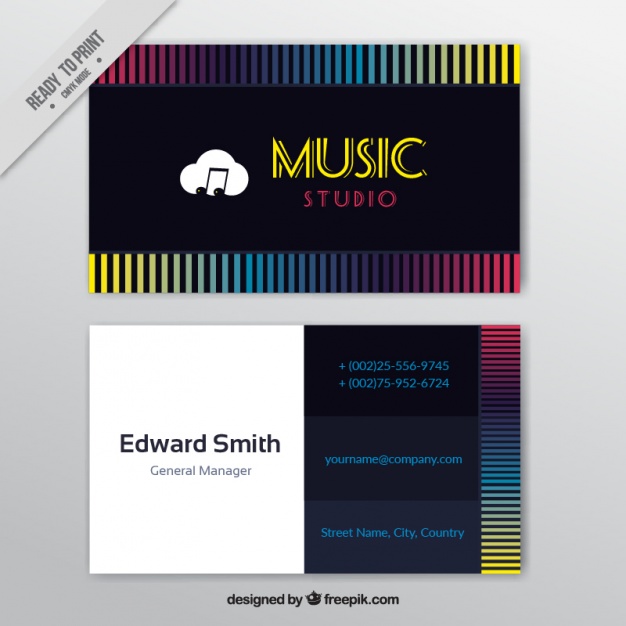 READY TO PRINT
CMYK MODE
MUSIC
STUDIO
+ (002)25-556-9745
+ (002)75-952-6724
Edward Smith
General Manager
yourname@company.com
Street Name, City, Country
designed by freepik.com